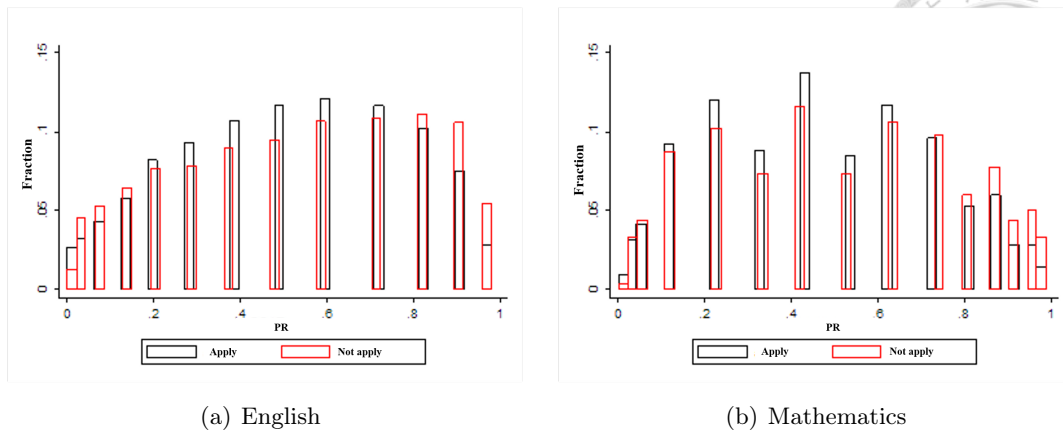 .15
.1
.05
0
Fraction
0 .2 .4 .6 .8 1
PR
Apply Not apply
(a) English
.15
.1
.05
0
Fraction
0 .2 .4 .6 .8 1
PR
Apply Not apply
(b) Mathematics